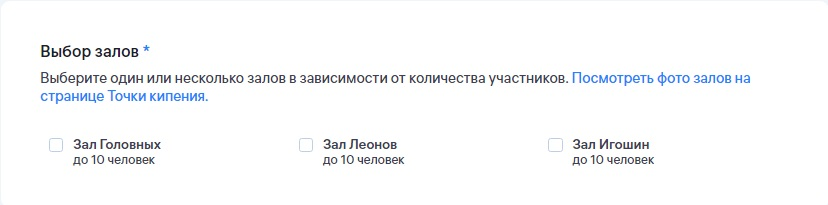 Выбор залов *
Выберите один или несколько залов в зависимости от количества участников. Посмотреть фото залов на
странице Точки кипения.
Зал Головных
до 10 человек
Зал Леонов
до 10 человек
Зал Игошин
до 10 человек